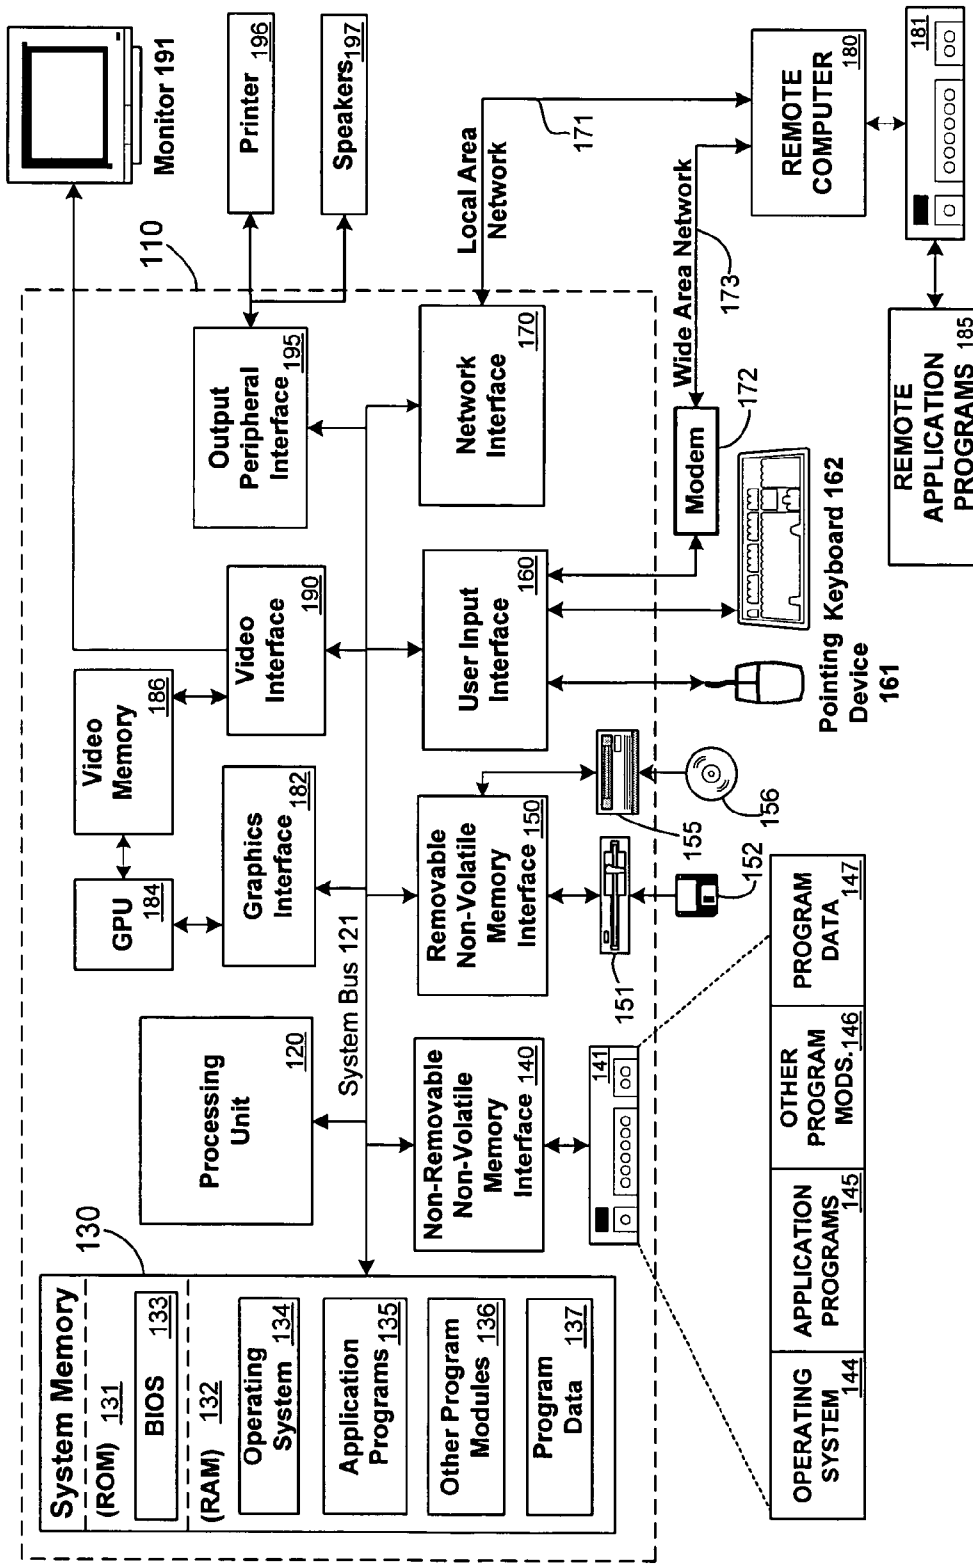 System Memory
130
(ROM) 131
BIOS 133
(RAM) 132
Operating
System 134
Application
Programs 135
Other Program
Modules 136
Program
Data 137
Processing
Unit
120
System Bus 121
GPU
184
Video
Memory
186
Graphics
Interface
182
Video
Interface
190
Output
Peripheral
Interface
195
110
Monitor 191
Printer
196
Speakers
197
Non-Removable
Non-Volatile
Memory
Interface 140
Removable
Non-Volatile
Memory
Interface 150
User Input
Interface
160
Network
Interface
170
Local Area
Network
171
Wide Area Network
173
Modem
172
141
151
152
155
156
Pointing
Device
161
Keyboard 162
REMOTE
COMPUTER
180
181
OPERATING
SYSTEM 144
APPLICATION
PROGRAMS 145
OTHER
PROGRAM
MODS. 146
PROGRAM
DATA 147
REMOTE
APPLICATION
PROGRAMS 185